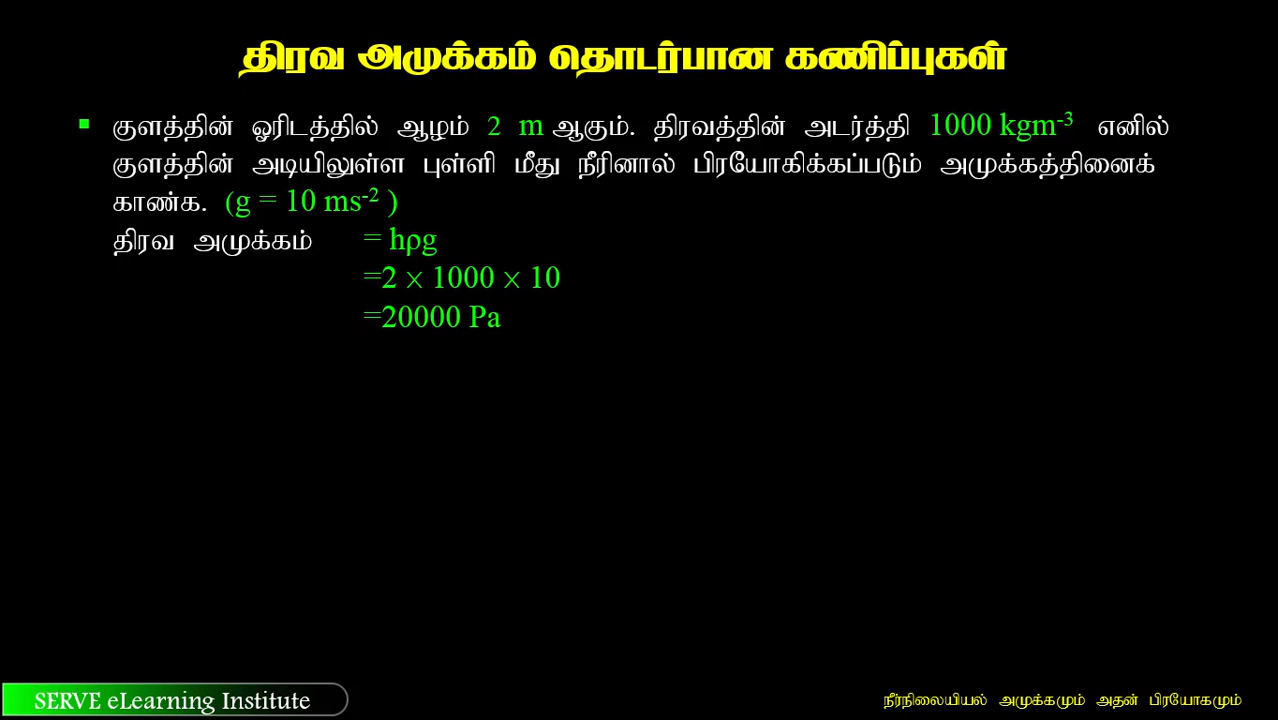 திரவ அமுக்கம் தொடர்பான கணிப்புகள்
▪ குளத்தின் ஓரிடத்தில் ஆழம் 2 m ஆகும். திரவத்தின் அடர்த்தி 1000 kgm⁻³ எனில்
குளத்தின் அடியிலுள்ள புள்ளி மீது நீரினால் பிரயோகிக்கப்படும் அமுக்கத்தினைக்
காண்க. (g = 10 ms⁻² )
திரவ அமுக்கம் = hρg
=2 × 1000 × 10
=20000 Pa
SERVE eLearning Institute
நீர்நிலையியல் அமுக்கமும் அதன் பிரயோகமும்